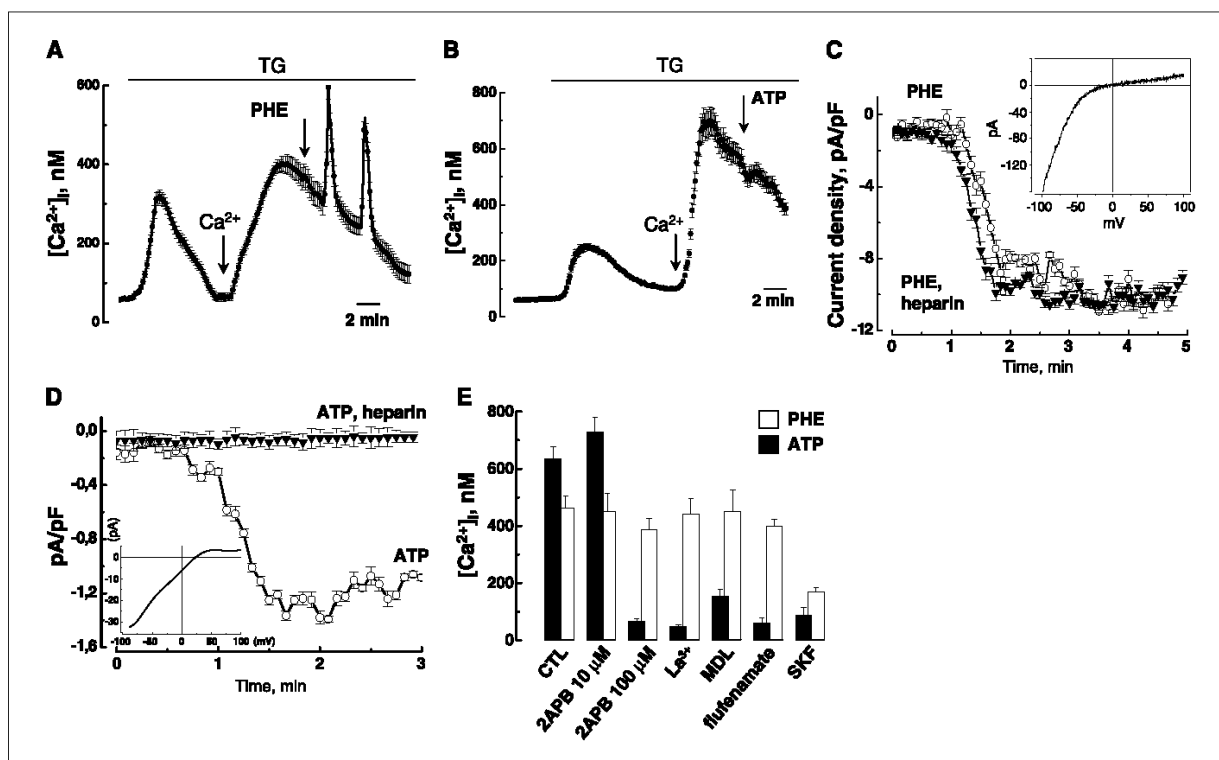 A
TG
600
400
200
0
[Ca²⁺]ᵢ, nM
PHE
Ca²⁺
2 min
B
TG
800
600
400
200
0
[Ca²⁺]ᵢ, nM
ATP
Ca²⁺
2 min
C
PHE
PHE,
heparin
Current density, pA/pF
0
-4
-8
-12
0 1 2 3 4 5
Time, min
pA
0
-40
-80
-120
-100 -50 0 50 100
mV
D
ATP, heparin
ATP
pA/pF
0,0
-0,4
-0,8
-1,2
-1,6
0 1 2 3
Time, min
(pA)
0
-10
-20
-30
-100 -50 0 50 100 (mV)
E
[Ca²⁺]ᵢ, nM
800
600
400
200
0
PHE
ATP
CTL
2APB 10 µM
2APB 100 µM
La³⁺
MDL
flufenamate
SKF